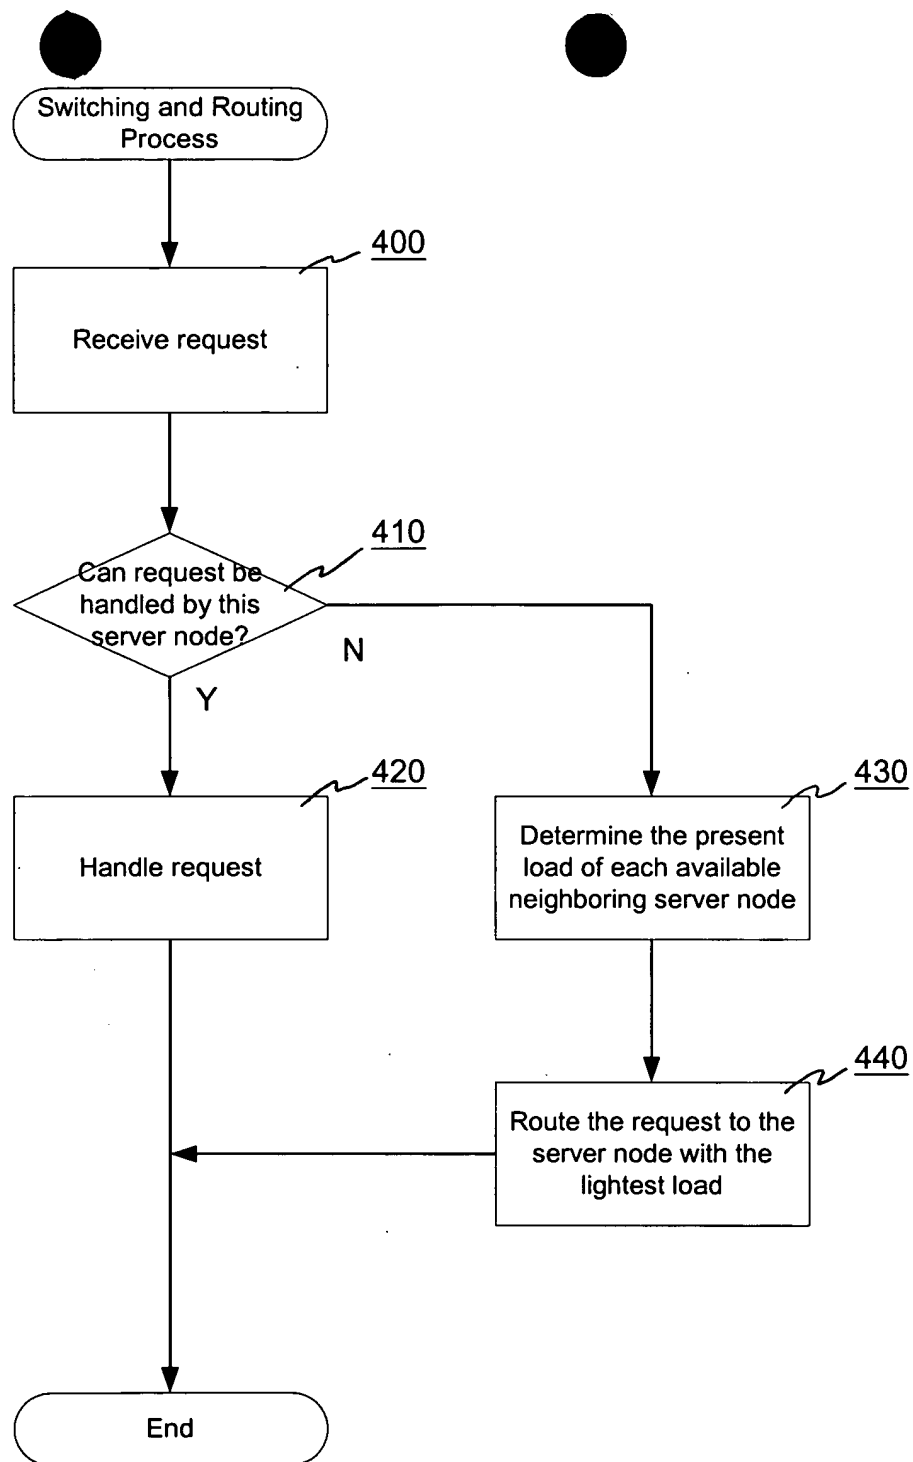 Switching and Routing
Process
400
Receive request
410
Can request be
handled by this
server node?
N
Y
420
Handle request
430
Determine the present
load of each available
neighboring server node
440
Route the request to the
server node with the
lightest load
End